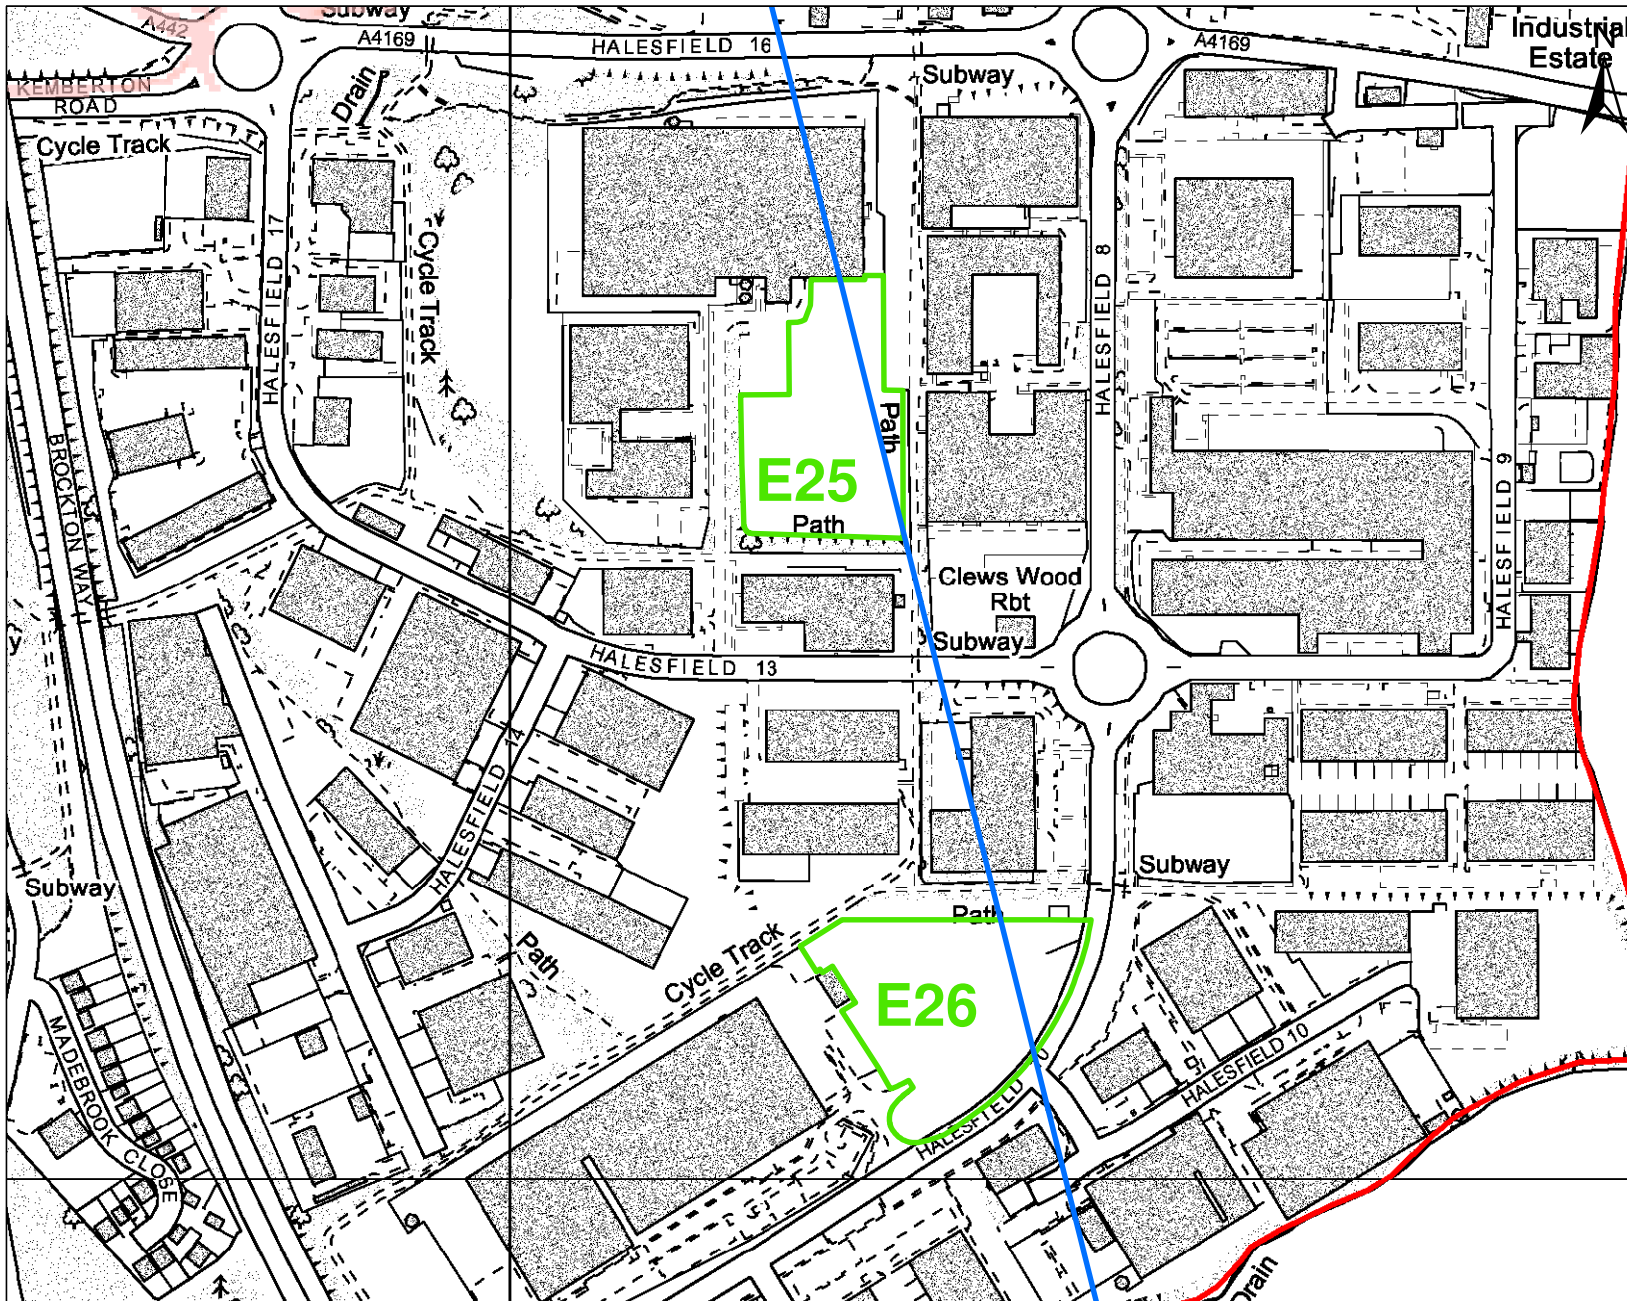 Subway
A442
A4169
HALESFIELD 16
A4169
Industrial
Estate
N
KEMBERTON
ROAD
Drain
Subway
Cycle Track
HALESFIELD 17
Cycle Track
HALESFIELD 8
Path
E25
Path
HALESFIELD 9
BROCKTON WAY
Clews Wood
Rbt
Subway
HALESFIELD 13
HALESFIELD 14
Subway
Subway
Path
Path
Cycle Track
E26
MADEBROOK CLOSE
HALESFIELD
HALESFIELD 10
Drain